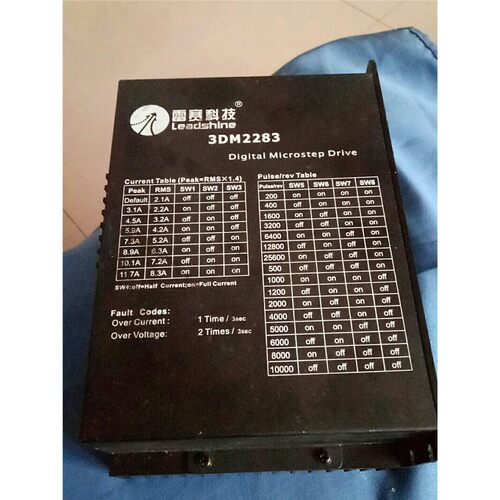 雷赛科技®
Leadshine
3DM2283
Digital Microstep Drive
Current Table (Peak=RMS×1.4)
Peak RMS SW1 SW2 SW3
Default 2.1A off off off
3.1A 2.2A on off off
4.5A 3.2A off on off
5.9A 4.2A on on off
7.3A 5.2A off off on
8.9A 6.3A on off on
10.1A 7.2A off on on
11.7A 8.3A on on on
SW4:off=Half Current;on=Full Current
Fault Codes:
Over Current : 1 Time / 3sec
Over Voltage: 2 Times / 3sec
Pulse/rev Table
Pulse/rev SW5 SW6 SW7 SW8
200 on on on on
400 off on on on
1600 on off on on
3200 off off on on
6400 on on off on
12800 off on off on
25600 on off off on
500 off off off on
1000 on on on off
1200 off on on off
2000 on off on off
4000 off off on off
5000 on on off off
6000 off on off off
8000 on off off off
10000 off off off off